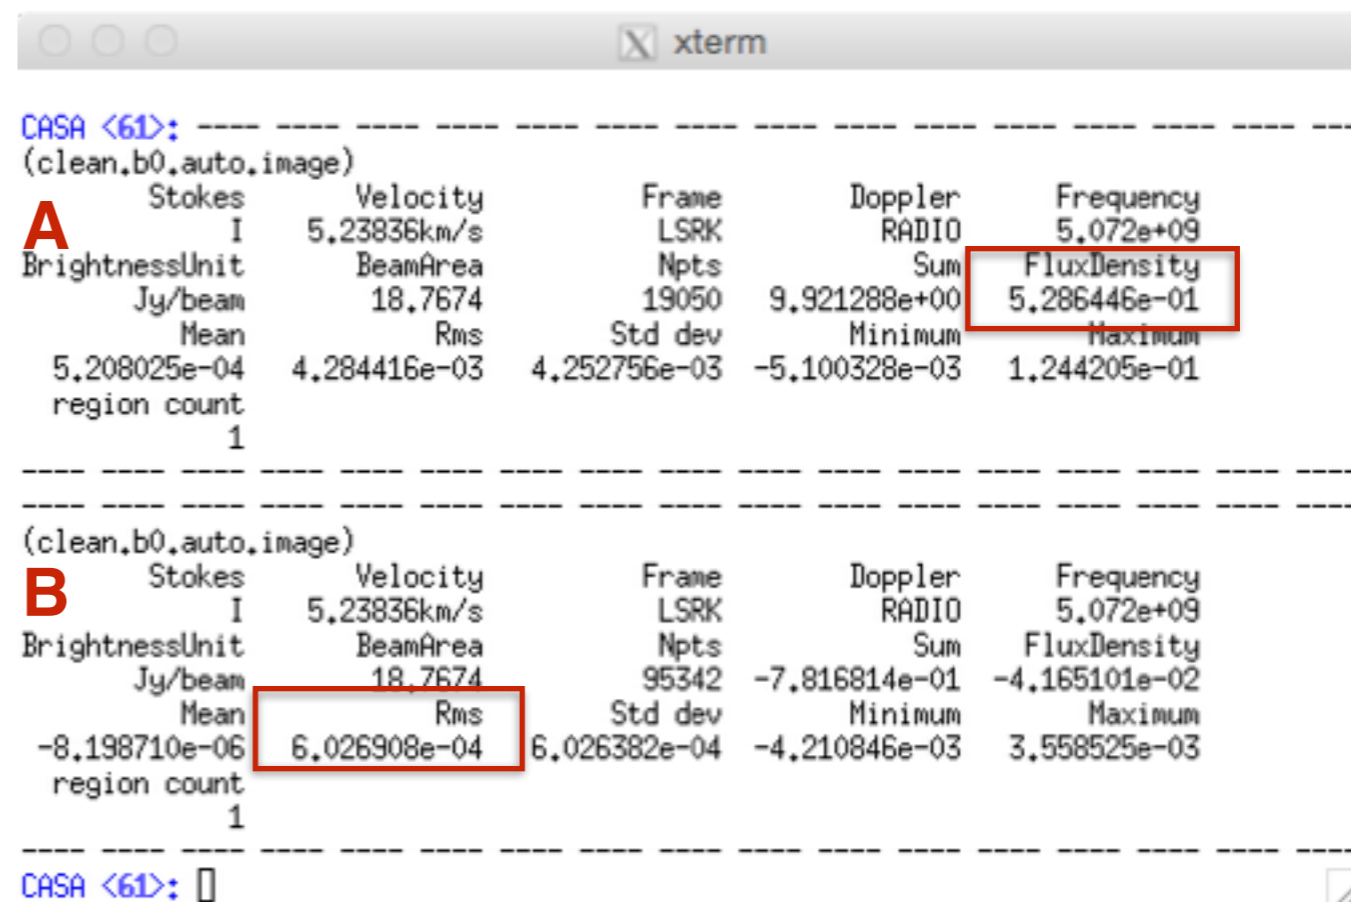 X xterm
CASA <61>: ---- ---- ---- ---- ---- ---- ---- ---- ---- ---- ---- ---- ---- ---- ---
(clean.b0.auto.image)
Stokes Velocity Frame Doppler Frequency
A I 5.23836km/s LSRK RADIO 5.072e+09
BrightnessUnit BeamArea Npts Sum FluxDensity
Jy/beam 18.7674 19050 9.921288e+00 5.286446e-01
Mean Rms Std dev Minimum Maximum
5.208025e-04 4.284416e-03 4.252756e-03 -5.100328e-03 1.244205e-01
region count
1
---- ---- ---- ---- ---- ---- ---- ---- ---- ---- ---- ---- ---- ---- ---- ---- ----
---- ---- ---- ---- ---- ---- ---- ---- ---- ---- ---- ---- ---- ---- ---- ---- ----
(clean.b0.auto.image)
Stokes Velocity Frame Doppler Frequency
B I 5.23836km/s LSRK RADIO 5.072e+09
BrightnessUnit BeamArea Npts Sum FluxDensity
Jy/beam 18.7674 95342 -7.816814e-01 -4.165101e-02
Mean Rms Std dev Minimum Maximum
-8.198710e-06 6.026908e-04 6.026382e-04 -4.210846e-03 3.558525e-03
region count
1
---- ---- ---- ---- ---- ---- ---- ---- ---- ---- ---- ---- ---- ---- ---- ---- ----
CASA <61>: